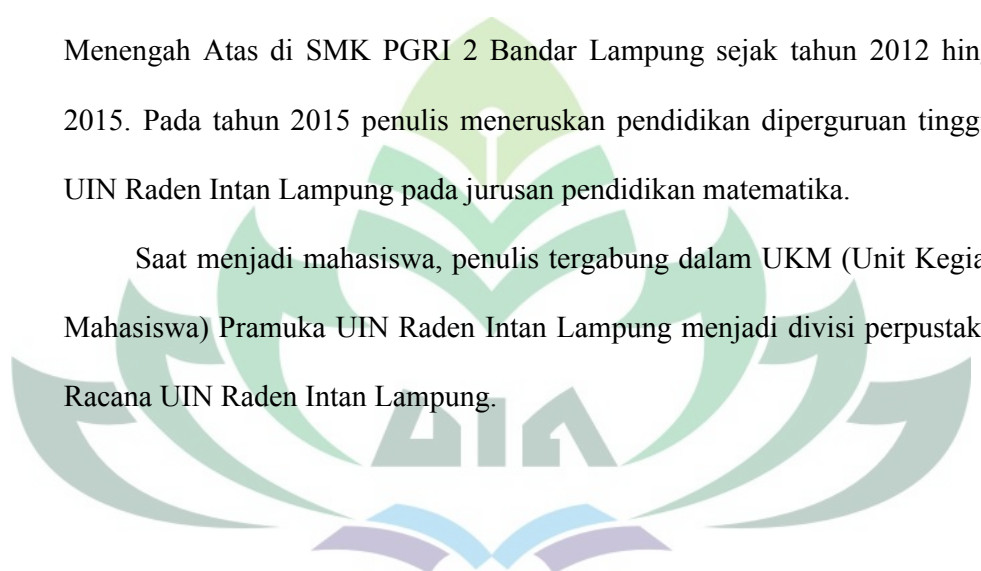 Menengah Atas di SMK PGRI 2 Bandar Lampung sejak tahun 2012 hin
2015. Pada tahun 2015 penulis meneruskan pendidikan diperguruan tingg
UIN Raden Intan Lampung pada jurusan pendidikan matematika.
Saat menjadi mahasiswa, penulis tergabung dalam UKM (Unit Kegia
Mahasiswa) Pramuka UIN Raden Intan Lampung menjadi divisi perpustak
Racana UIN Raden Intan Lampung.